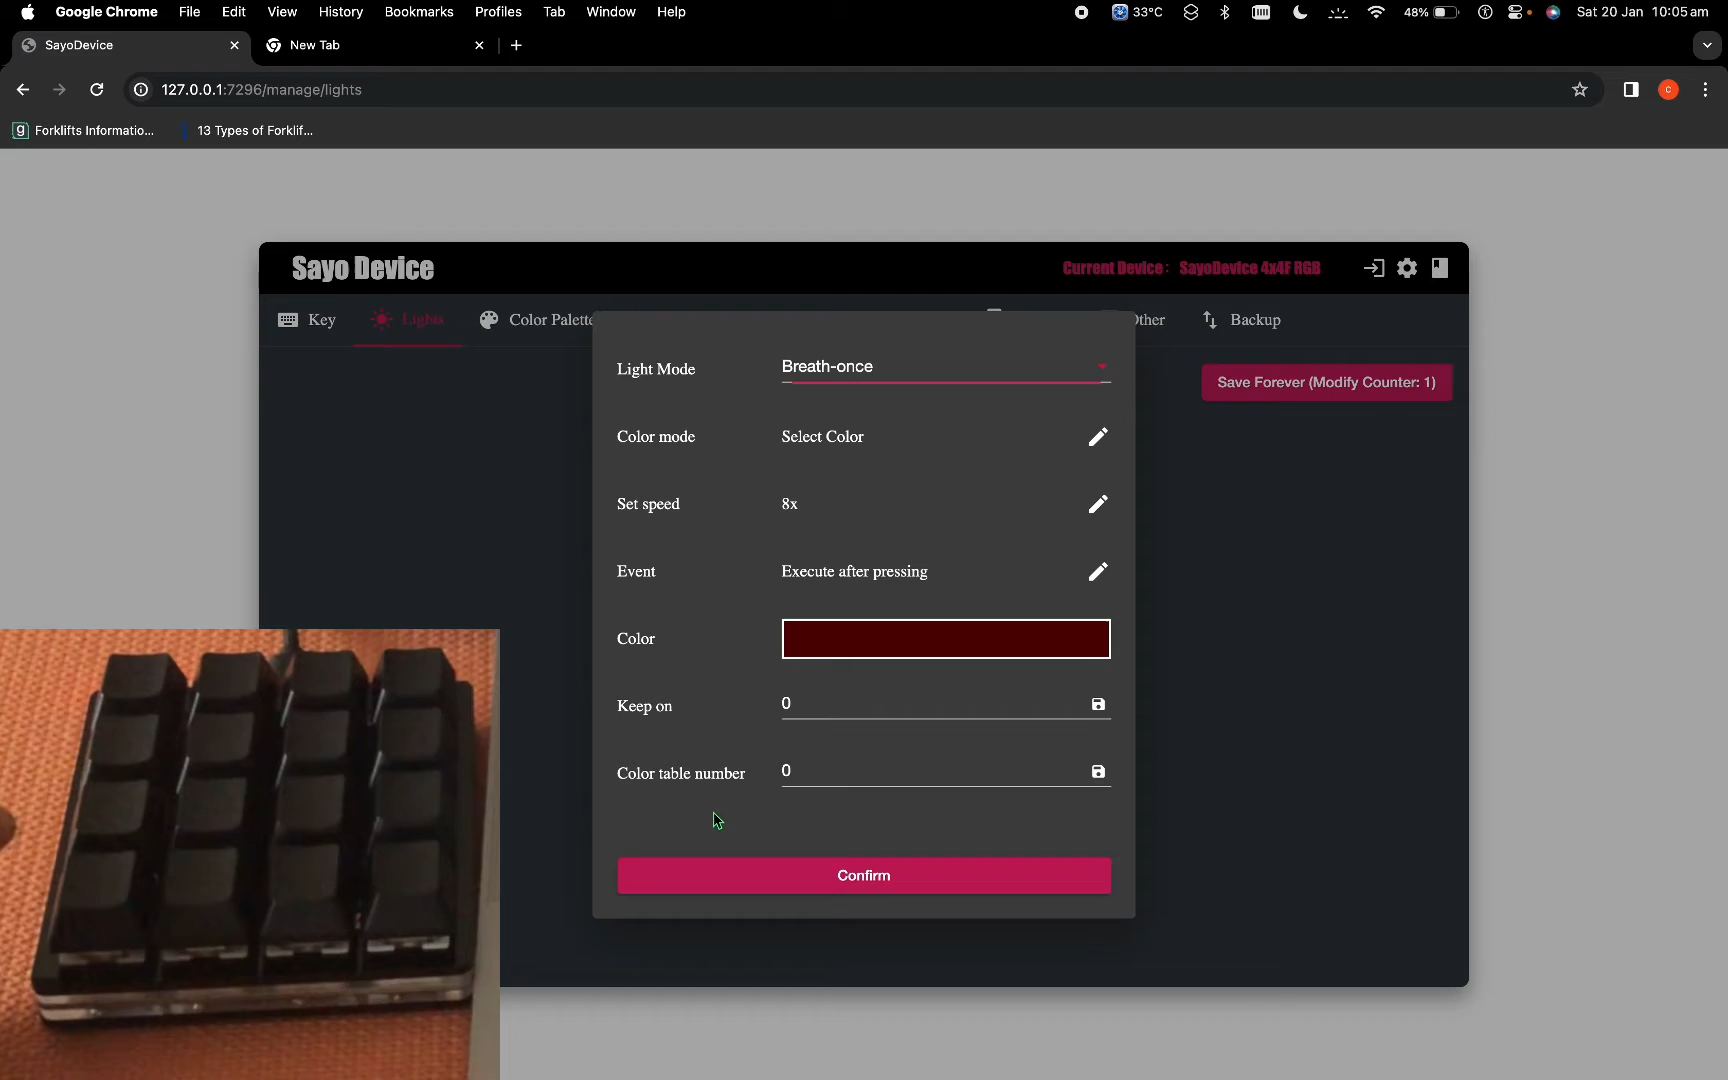 Google Chrome File Edit View History Bookmarks Profiles Tab Window Help 33°C 48% Sat 20 Jan 10:05 am
SayoDevice New Tab
127.0.0.1:7296/manage/lights
Forklifts Informatio... 13 Types of Forklif...
Sayo Device Current Device: SayoDevice 4x4F RGB
Key Lights Color Palette Other Backup
Save Forever (Modify Counter: 1)
Light Mode Breath-once
Color mode Select Color
Set speed 8x
Event Execute after pressing
Color
Keep on 0
Color table number 0
Confirm